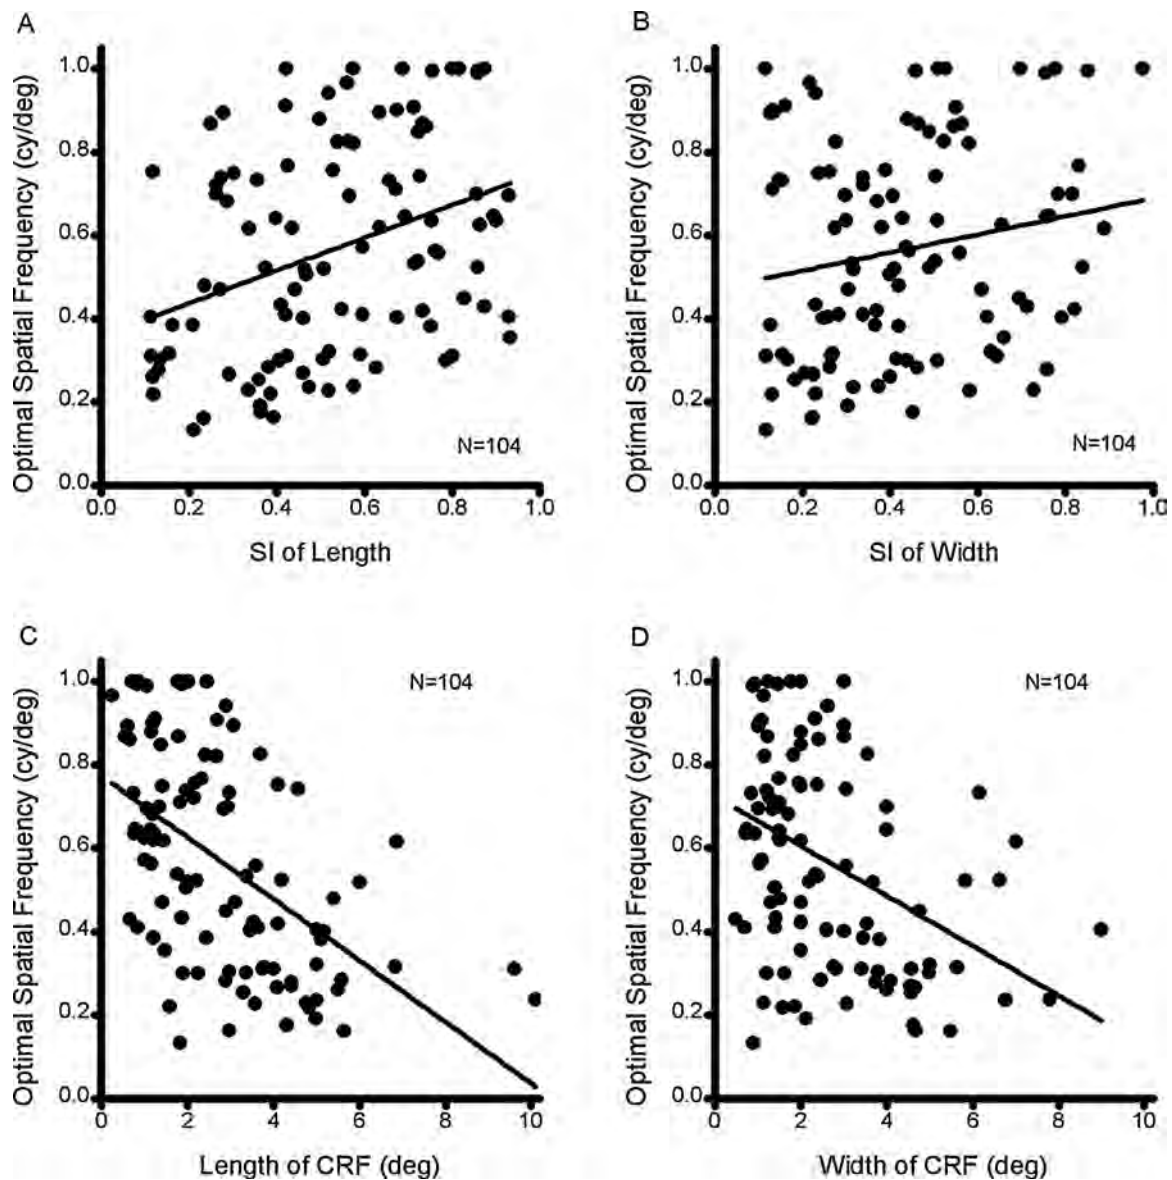 A
Optimal Spatial Frequency (cy/deg)
1.0
0.8
0.6
0.4
0.2
0.0
N=104
0.0 0.2 0.4 0.6 0.8 1.0
SI of Length
B
Optimal Spatial Frequency (cy/deg)
1.0
0.8
0.6
0.4
0.2
0.0
N=104
0.0 0.2 0.4 0.6 0.8 1.0
SI of Width
C
Optimal Spatial Frequency (cy/deg)
N=104
1.0
0.8
0.6
0.4
0.2
0.0
0 2 4 6 8 10
Length of CRF (deg)
D
Optimal Spatial Frequency (cy/deg)
N=104
1.0
0.8
0.6
0.4
0.2
0.0
0 2 4 6 8 10
Width of CRF (deg)